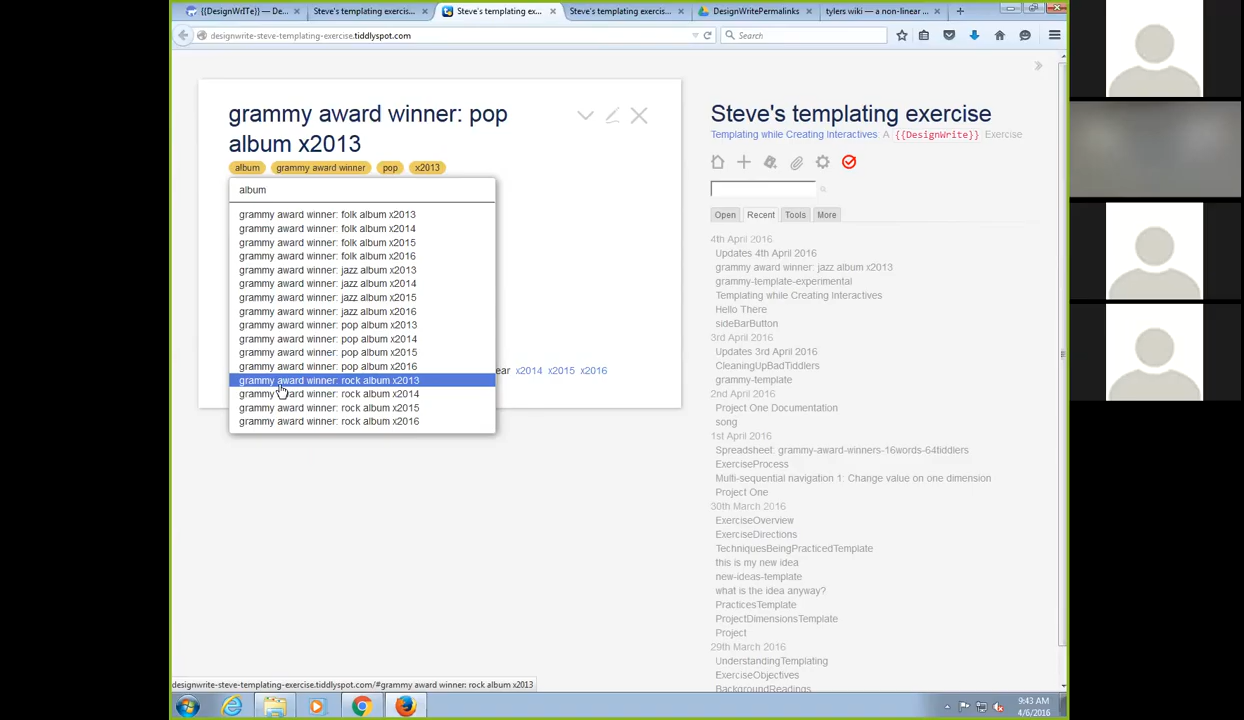 {{DesignWrITe}} — De...
Steve's templating exercise...
Steve's templating ex...
Steve's templating exercis...
DesignWritePermalinks
tylers wiki — a non-linear ...
designwrite-steve-templating-exercise.tiddlyspot.com
Search
grammy award winner: pop album x2013
album
grammy award winner
pop
x2013
album
grammy award winner: folk album x2013
grammy award winner: folk album x2014
grammy award winner: folk album x2015
grammy award winner: folk album x2016
grammy award winner: jazz album x2013
grammy award winner: jazz album x2014
grammy award winner: jazz album x2015
grammy award winner: jazz album x2016
grammy award winner: pop album x2013
grammy award winner: pop album x2014
grammy award winner: pop album x2015
grammy award winner: pop album x2016
grammy award winner: rock album x2013
grammy award winner: rock album x2014
grammy award winner: rock album x2015
grammy award winner: rock album x2016
ear x2014 x2015 x2016
Steve's templating exercise
Templating while Creating Interactives A {{DesignWrite}} Exercise
Open
Recent
Tools
More
4th April 2016
Updates 4th April 2016
grammy award winner: jazz album x2013
grammy-template-experimental
Templating while Creating Interactives
Hello There
sideBarButton
3rd April 2016
Updates 3rd April 2016
CleaningUpBadTiddlers
grammy-template
2nd April 2016
Project One Documentation
song
1st April 2016
Spreadsheet: grammy-award-winners-16words-64tiddlers
ExerciseProcess
Multi-sequential navigation 1: Change value on one dimension
Project One
30th March 2016
ExerciseOverview
ExerciseDirections
TechniquesBeingPracticedTemplate
this is my new idea
new-ideas-template
what is the idea anyway?
PracticesTemplate
ProjectDimensionsTemplate
Project
29th March 2016
UnderstandingTemplating
ExerciseObjectives
BackgroundReadings
designwrite-steve-templating-exercise.tiddlyspot.com/#grammy award winner: rock album x2013
9:43 AM
4/6/2016